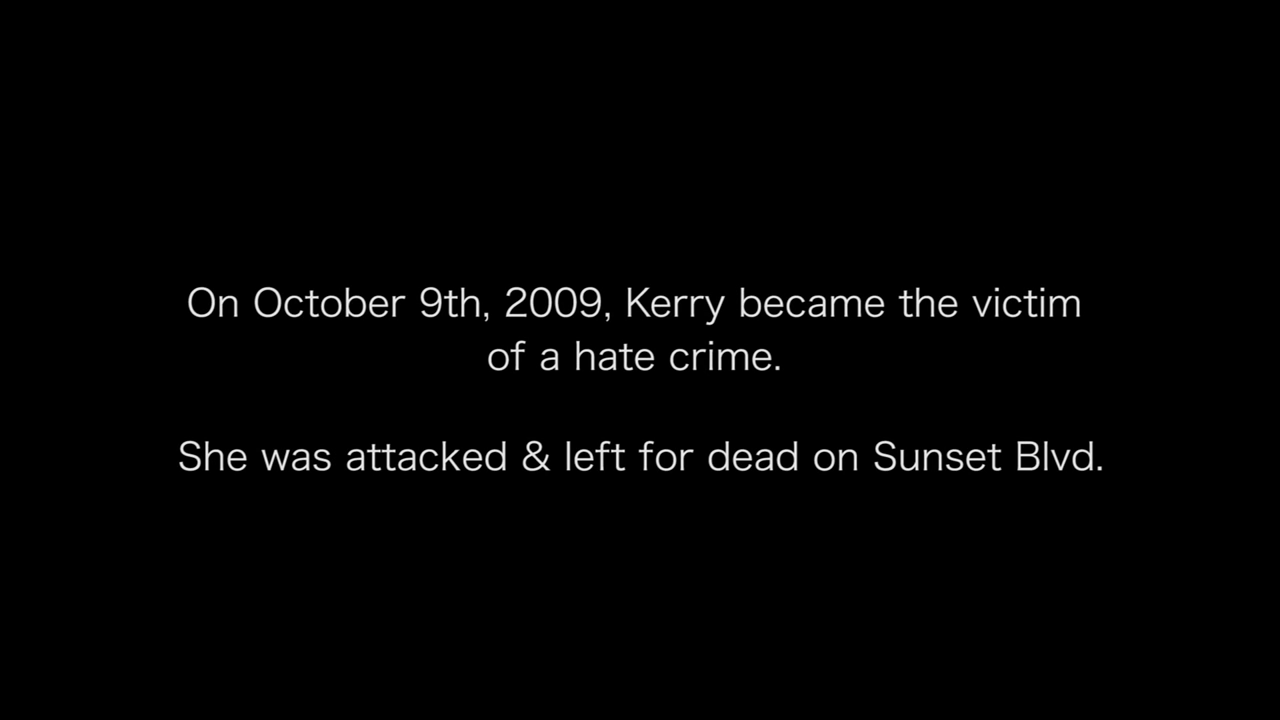 On October 9th, 2009, Kerry became the victim
of a hate crime.
She was attacked & left for dead on Sunset Blvd.